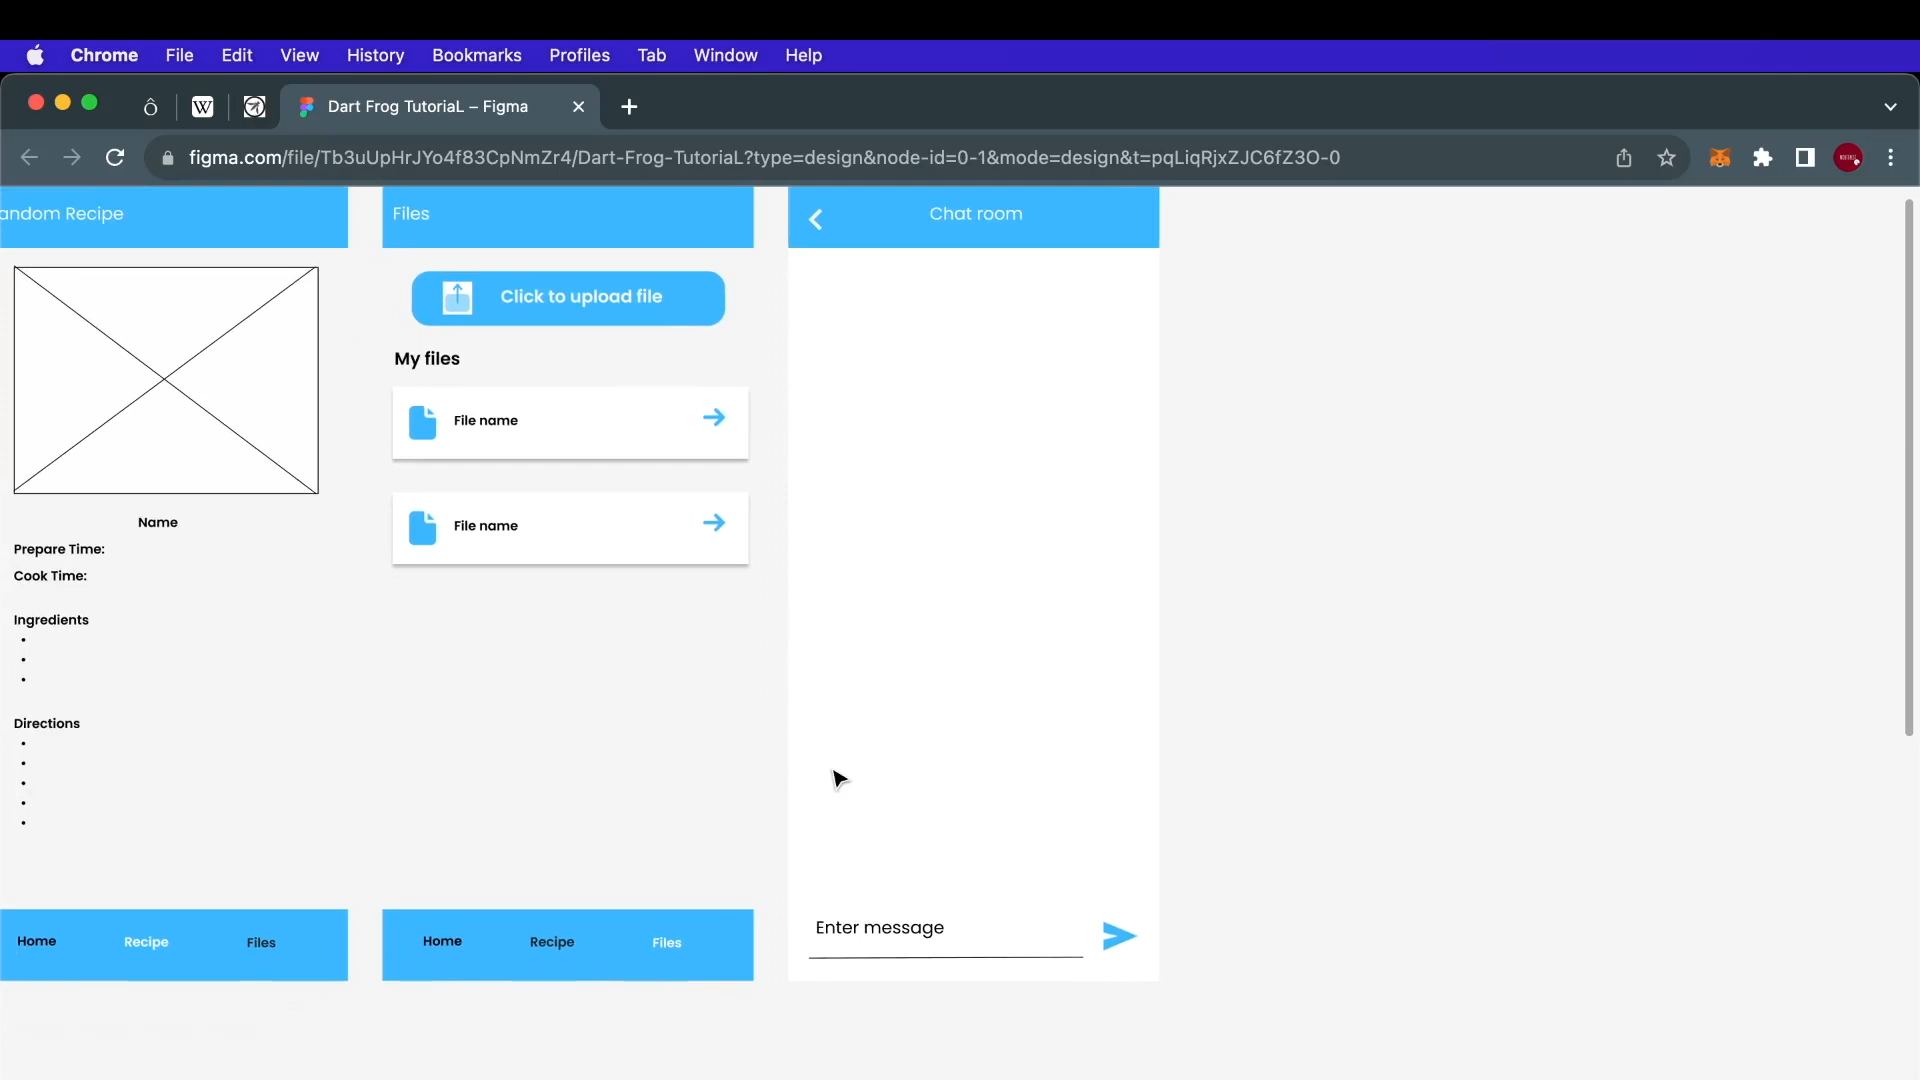 Chrome File Edit View History Bookmarks Profiles Tab Window Help
Dart Frog TutoriaL – Figma
figma.com/file/Tb3uUpHrJYo4f83CpNmZr4/Dart-Frog-TutoriaL?type=design&node-id=0-1&mode=design&t=pqLiqRjxZJC6fZ3O-0
andom Recipe
Name
Prepare Time:
Cook Time:
Ingredients
Directions
Home Recipe Files
Files
Click to upload file
My files
File name
File name
Home Recipe Files
Chat room
Enter message